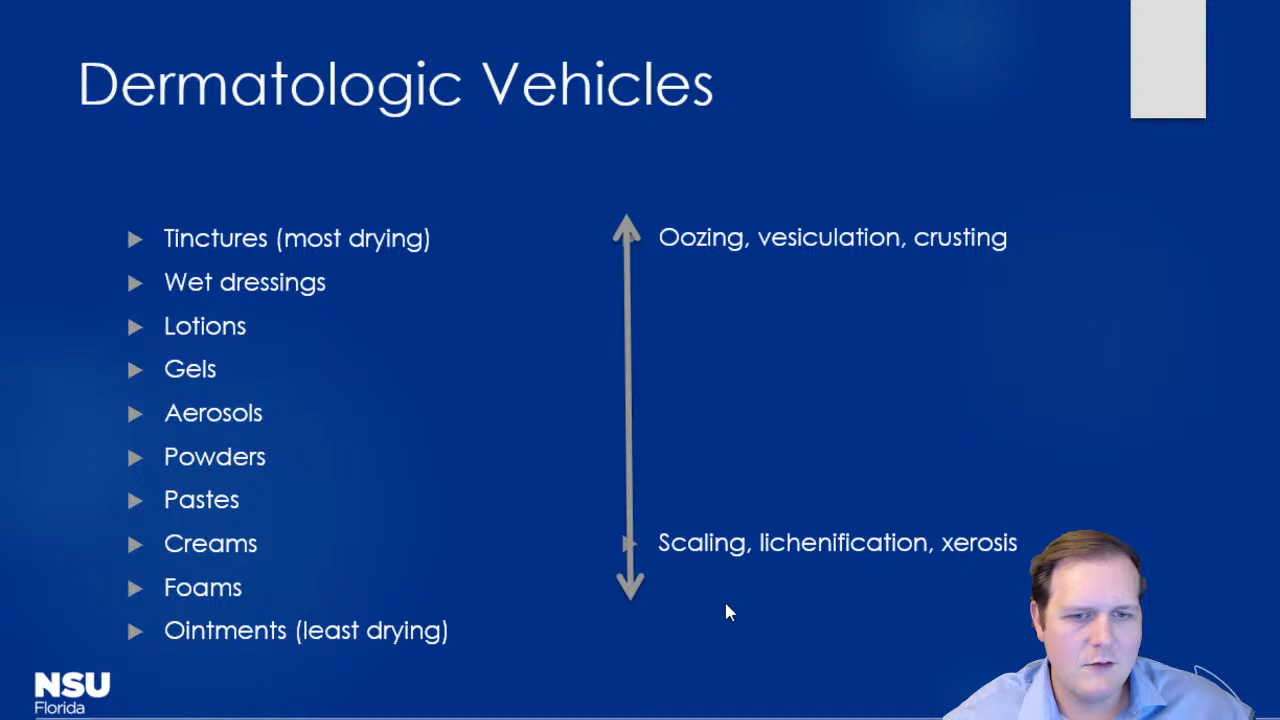 Dermatologic Vehicles
Tinctures (most drying)
Wet dressings
Lotions
Gels
Aerosols
Powders
Pastes
Creams
Foams
Ointments (least drying)
Oozing, vesiculation, crusting
Scaling, lichenification, xerosis
NSU
Florida